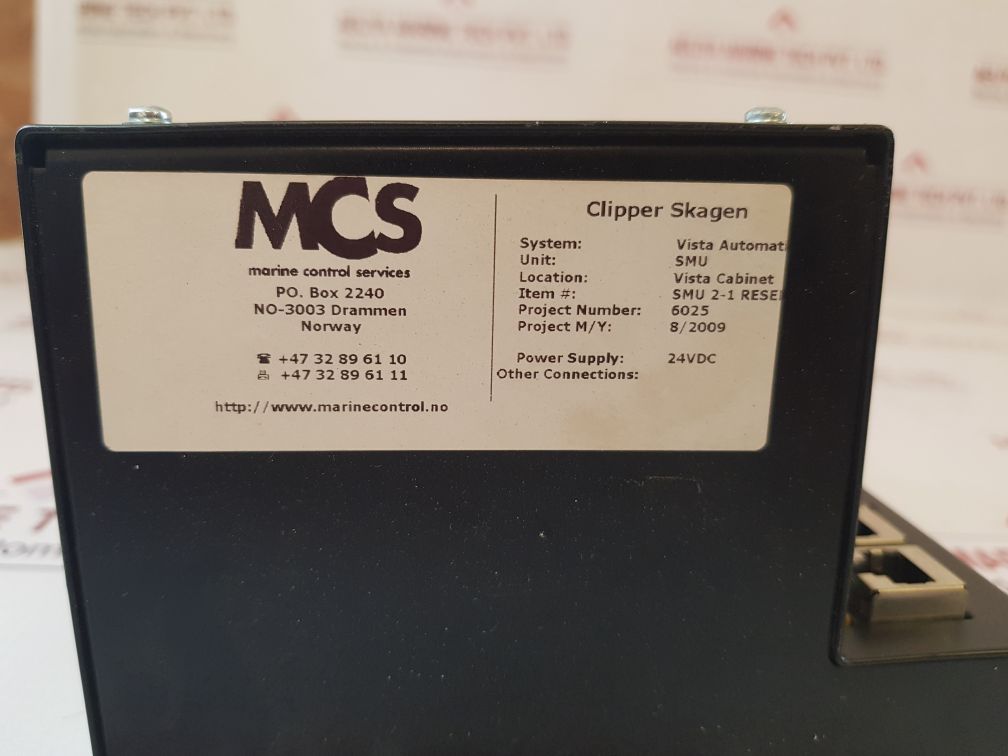 MCS
marine control services
PO. Box 2240
NO-3003 Drammen
Norway
☎ +47 32 89 61 10
🖷 +47 32 89 61 11
http://www.marinecontrol.no
Clipper Skagen
System: Vista Automati
Unit: SMU
Location: Vista Cabinet
Item #: SMU 2-1 RESE
Project Number: 6025
Project M/Y: 8/2009
Power Supply: 24VDC
Other Connections: